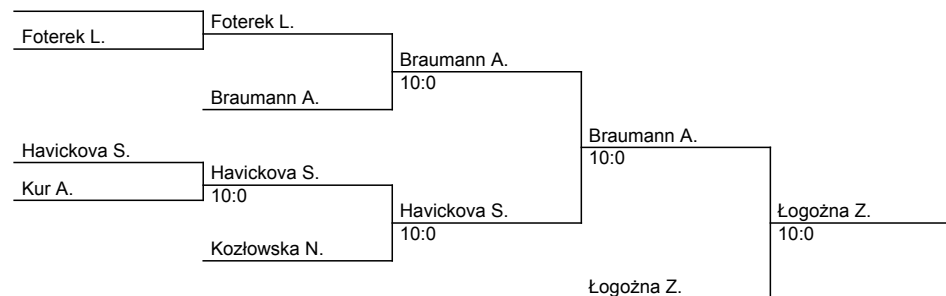 Foterek L.
Foterek L.
Braumann A.
10:0
Braumann A.
Braumann A.
10:0
Havickova S.
Havickova S.
10:0
Kur A.
Havickova S.
10:0
Łogożna Z.
10:0
Kozłowska N.
Łogożna Z.